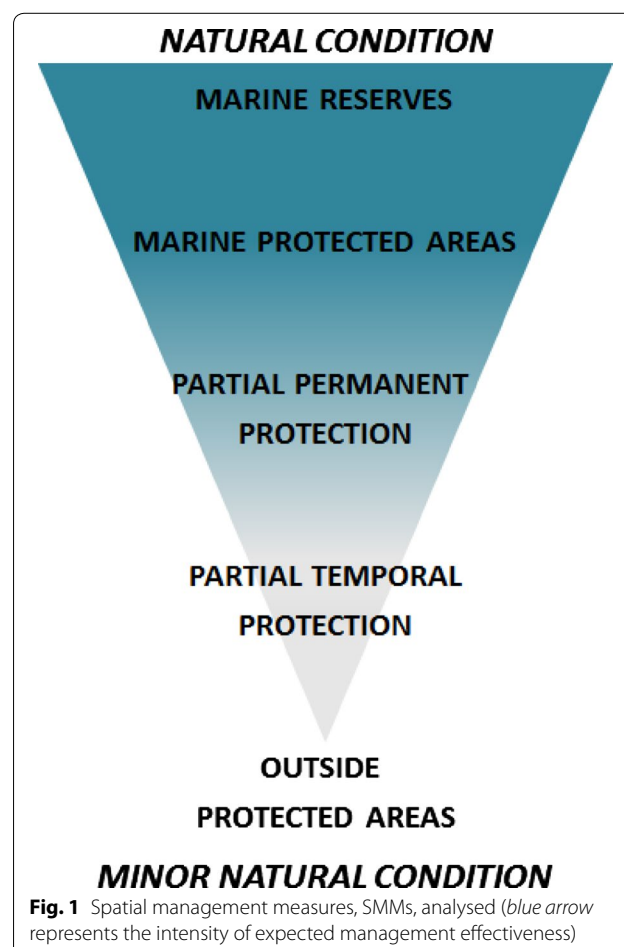 NATURAL CONDITION
MARINE RESERVES
MARINE PROTECTED AREAS
PARTIAL PERMANENT
PROTECTION
PARTIAL TEMPORAL
PROTECTION
OUTSIDE
PROTECTED AREAS
MINOR NATURAL CONDITION
Fig. 1 Spatial management measures, SMMs, analysed (blue arrow
represents the intensity of expected management effectiveness)